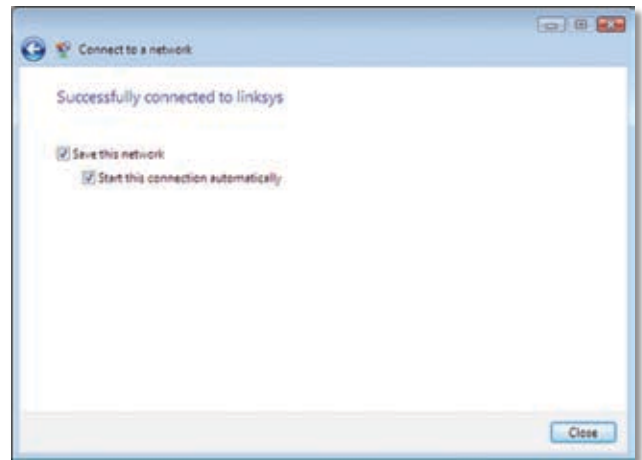 Connect to a network
Successfully connected to linksys
Save this network
Start this connection automatically
Close